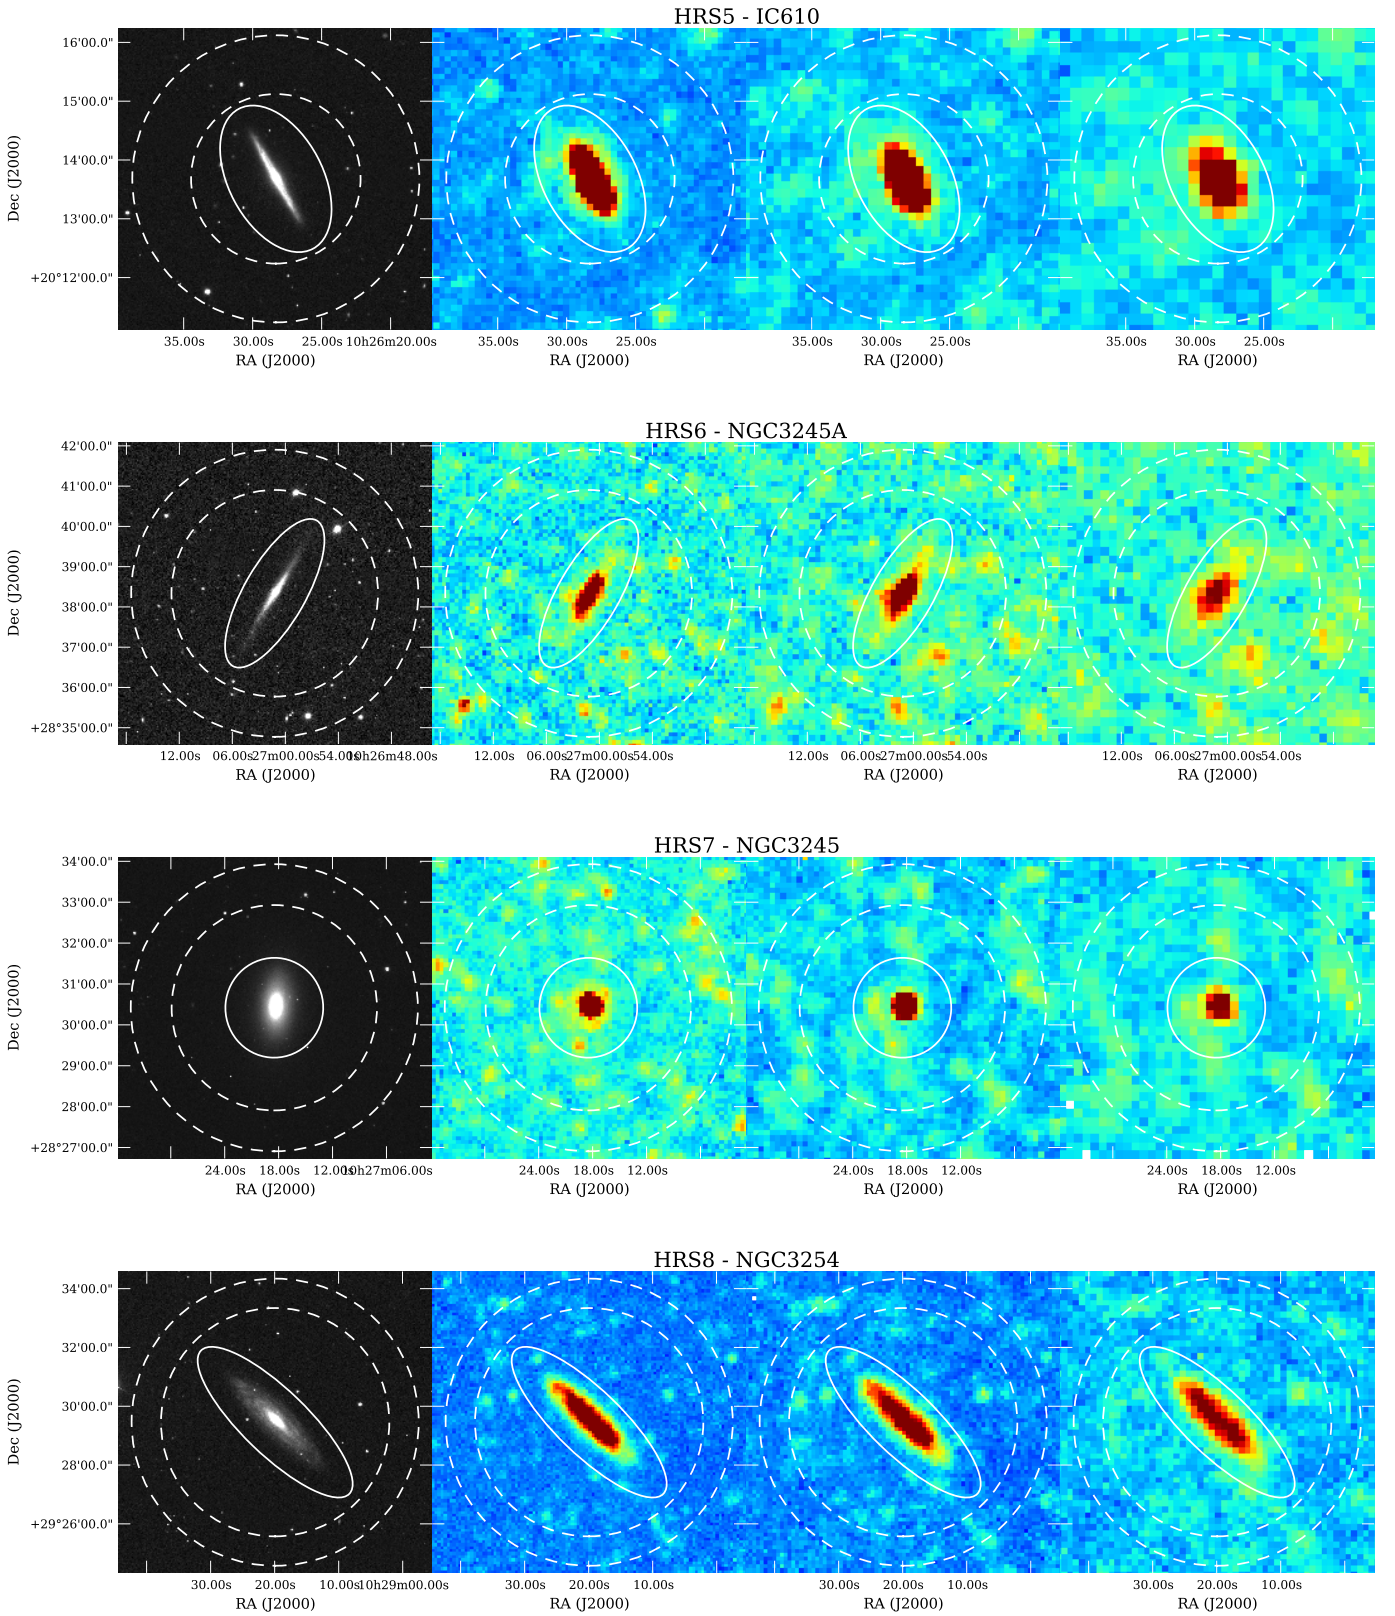 HRS5 - IC610
16'00.0"
15'00.0"
14'00.0"
13'00.0"
+20°12'00.0"
Dec (J2000)
35.00s 30.00s 25.00s 10h26m20.00s 35.00s 30.00s 25.00s 35.00s 30.00s 25.00s 35.00s 30.00s 25.00s
RA (J2000) RA (J2000) RA (J2000) RA (J2000)
HRS6 - NGC3245A
42'00.0"
41'00.0"
40'00.0"
39'00.0"
38'00.0"
37'00.0"
36'00.0"
+28°35'00.0"
Dec (J2000)
12.00s 06.00s 27m00.00s 54.00s 10h26m48.00s 12.00s 06.00s 27m00.00s 54.00s 12.00s 06.00s 27m00.00s 54.00s 12.00s 06.00s 27m00.00s 54.00s
RA (J2000) RA (J2000) RA (J2000) RA (J2000)
HRS7 - NGC3245
34'00.0"
33'00.0"
32'00.0"
31'00.0"
30'00.0"
29'00.0"
28'00.0"
+28°27'00.0"
Dec (J2000)
24.00s 18.00s 12.00s 10h27m06.00s 24.00s 18.00s 12.00s 24.00s 18.00s 12.00s 24.00s 18.00s 12.00s
RA (J2000) RA (J2000) RA (J2000) RA (J2000)
HRS8 - NGC3254
34'00.0"
32'00.0"
30'00.0"
28'00.0"
+29°26'00.0"
Dec (J2000)
30.00s 20.00s 10.00s 10h29m00.00s 30.00s 20.00s 10.00s 30.00s 20.00s 10.00s 30.00s 20.00s 10.00s
RA (J2000) RA (J2000) RA (J2000) RA (J2000)